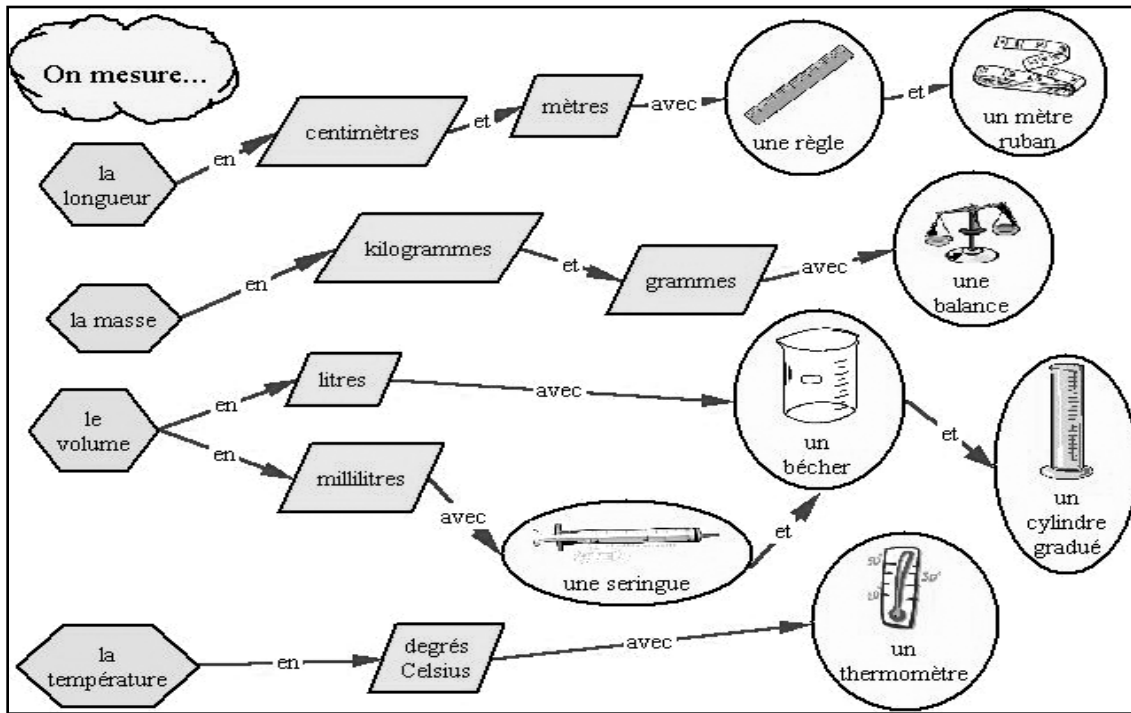 On mesure...
la
longueur
en
centimètres
et
mètres
avec
une règle
et
un mètre
ruban
la masse
en
kilogrammes
et
grammes
avec
une
balance
le
volume
en
litres
avec
un
bécher
et
un
cylindre
gradué
en
millilitres
avec
une seringue
et
la
température
en
degrés
Celsius
avec
un
thermomètre